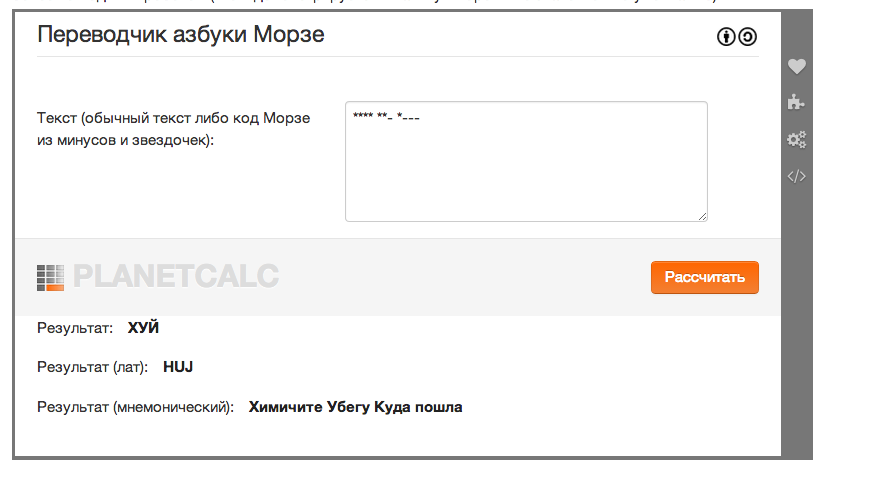 Переводчик азбуки Морзе
Текст (обычный текст либо код Морзе
из минусов и звездочек):
**** **- *---
PLANETCALC
Рассчитать
Результат: ХУЙ
Результат (лат): HUJ
Результат (мнемонический): Химичите Убегу Куда пошла